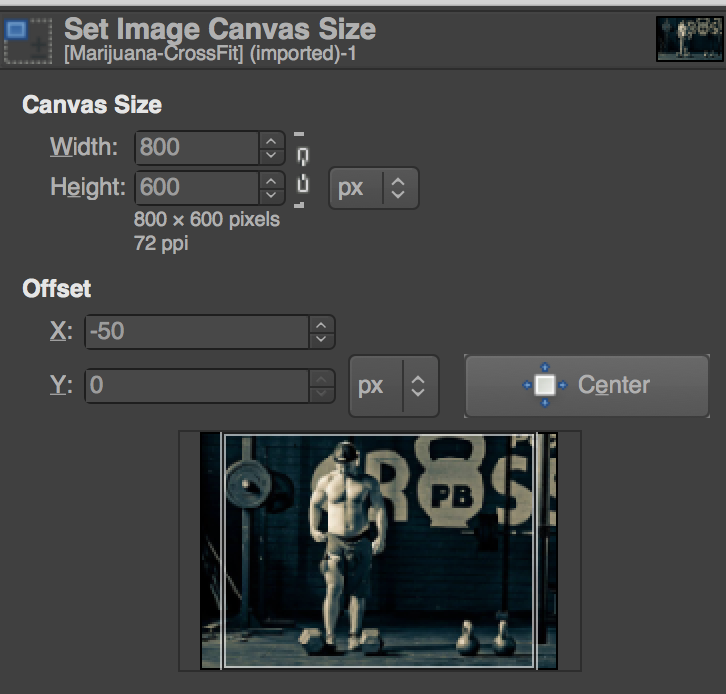 Set Image Canvas Size
[Marijuana-CrossFit] (imported)-1
Canvas Size
Width: 800
Height: 600 px
800 × 600 pixels
72 ppi
Offset
X: -50
Y: 0 px Center
CROSS
PB